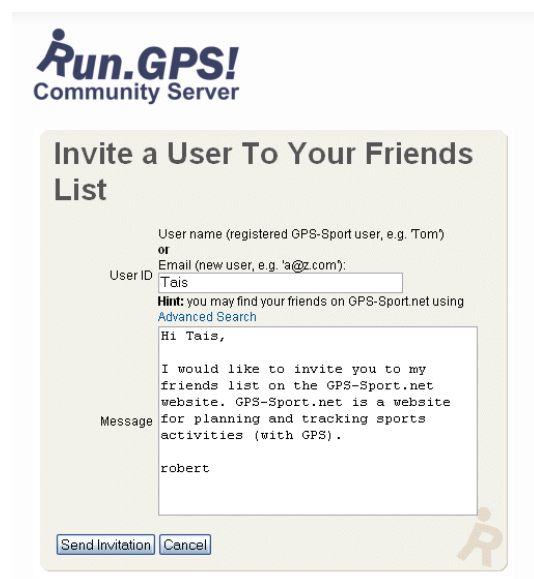 Run.GPS!
Community Server
Invite a User To Your Friends
List
User name (registered GPS-Sport user, e.g. 'Tom')
or
Email (new user, e.g. 'a@z.com'):
User ID
Tais
Hint: you may find your friends on GPS-Sport.net using
Advanced Search
Hi Tais,
I would like to invite you to my
friends list on the GPS-Sport.net
website. GPS-Sport.net is a website
Message
for planning and tracking sports
activities (with GPS).
robert
Send Invitation Cancel